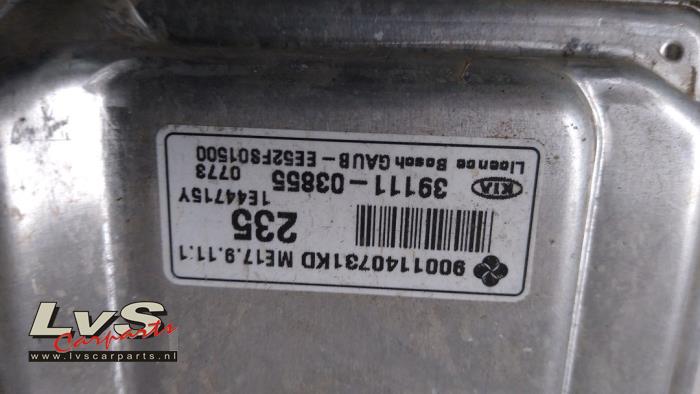 9001140731KD ME17.9.11:1
235
1E44715Y
KIA 39111-03855 0773
Licence Bosch GAUB-EE52FS01500
LvS
Carparts
www.lvscarparts.nl